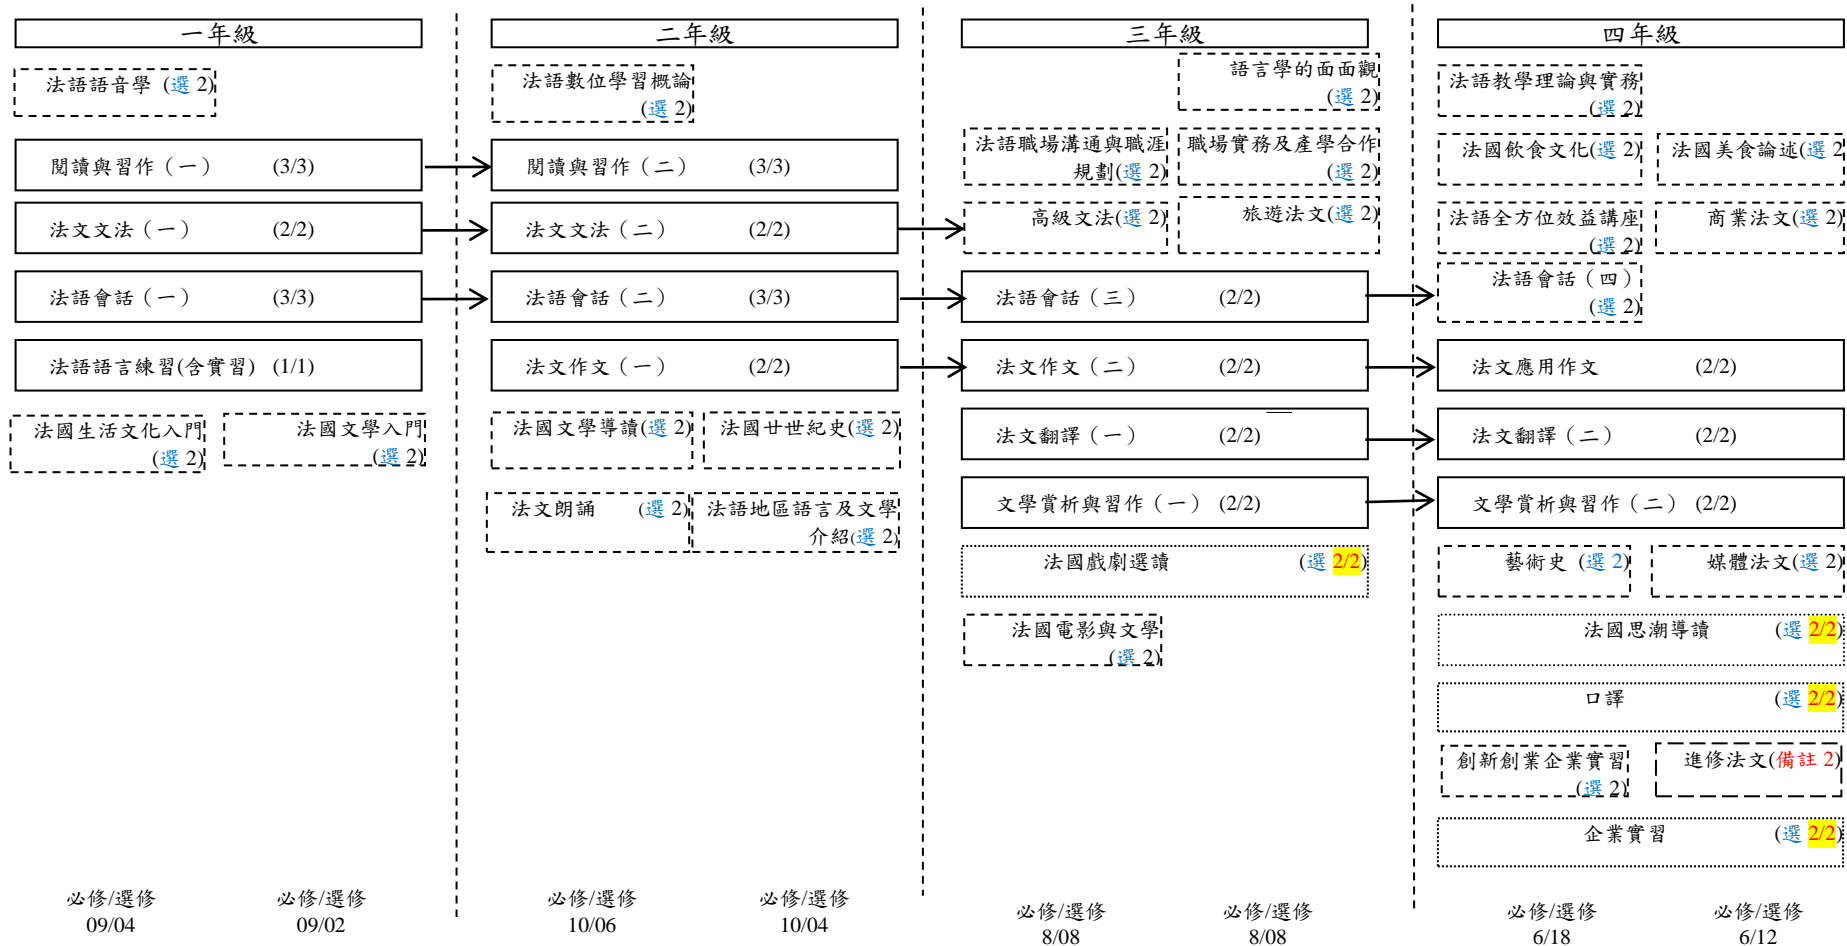 一年級
法語語音學 (選 2)
閱讀與習作（一） (3/3)
法文文法（一） (2/2)
法語會話（一） (3/3)
法語語言練習(含實習) (1/1)
法國生活文化入門
(選 2)
法國文學入門
(選 2)
必修/選修
09/04
必修/選修
09/02
二年級
法語數位學習概論
(選 2)
閱讀與習作（二） (3/3)
法文文法（二） (2/2)
法語會話（二） (3/3)
法文作文（一） (2/2)
法國文學導讀(選 2)
法國廿世紀史(選 2)
法文朗誦 (選 2)
法語地區語言及文學
介紹(選 2)
必修/選修
10/06
必修/選修
10/04
三年級
語言學的面面觀
(選 2)
法語職場溝通與職涯
規劃(選 2)
職場實務及產學合作
(選 2)
高級文法(選 2)
旅遊法文(選 2)
法語會話（三） (2/2)
法文作文（二） (2/2)
法文翻譯（一） (2/2)
文學賞析與習作（一） (2/2)
法國戲劇選讀 (選 2/2)
法國電影與文學
(選 2)
必修/選修
8/08
必修/選修
8/08
四年級
法語教學理論與實務
(選 2)
法國飲食文化(選 2)
法國美食論述(選 2
法語全方位效益講座
(選 2)
商業法文(選 2)
法語會話（四）
(選 2)
法文應用作文 (2/2)
法文翻譯（二） (2/2)
文學賞析與習作（二） (2/2)
藝術史 (選 2)
媒體法文(選 2)
法國思潮導讀 (選 2/2)
口譯 (選 2/2)
創新創業企業實習
(選 2)
進修法文(備註 2)
企業實習 (選 2/2)
必修/選修
6/18
必修/選修
6/12